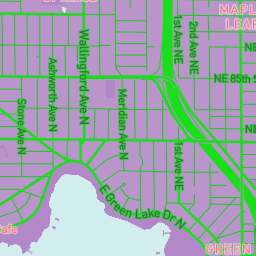 MAPL
LEAF
1st Ave NE
2nd Ave NE
NE
Wallingford Ave N
Ashworth Ave N
NE 85th S
Meridian Ave N
Stone Ave N
NE
1st Ave NE
E Green Lake Dr N
GREEN